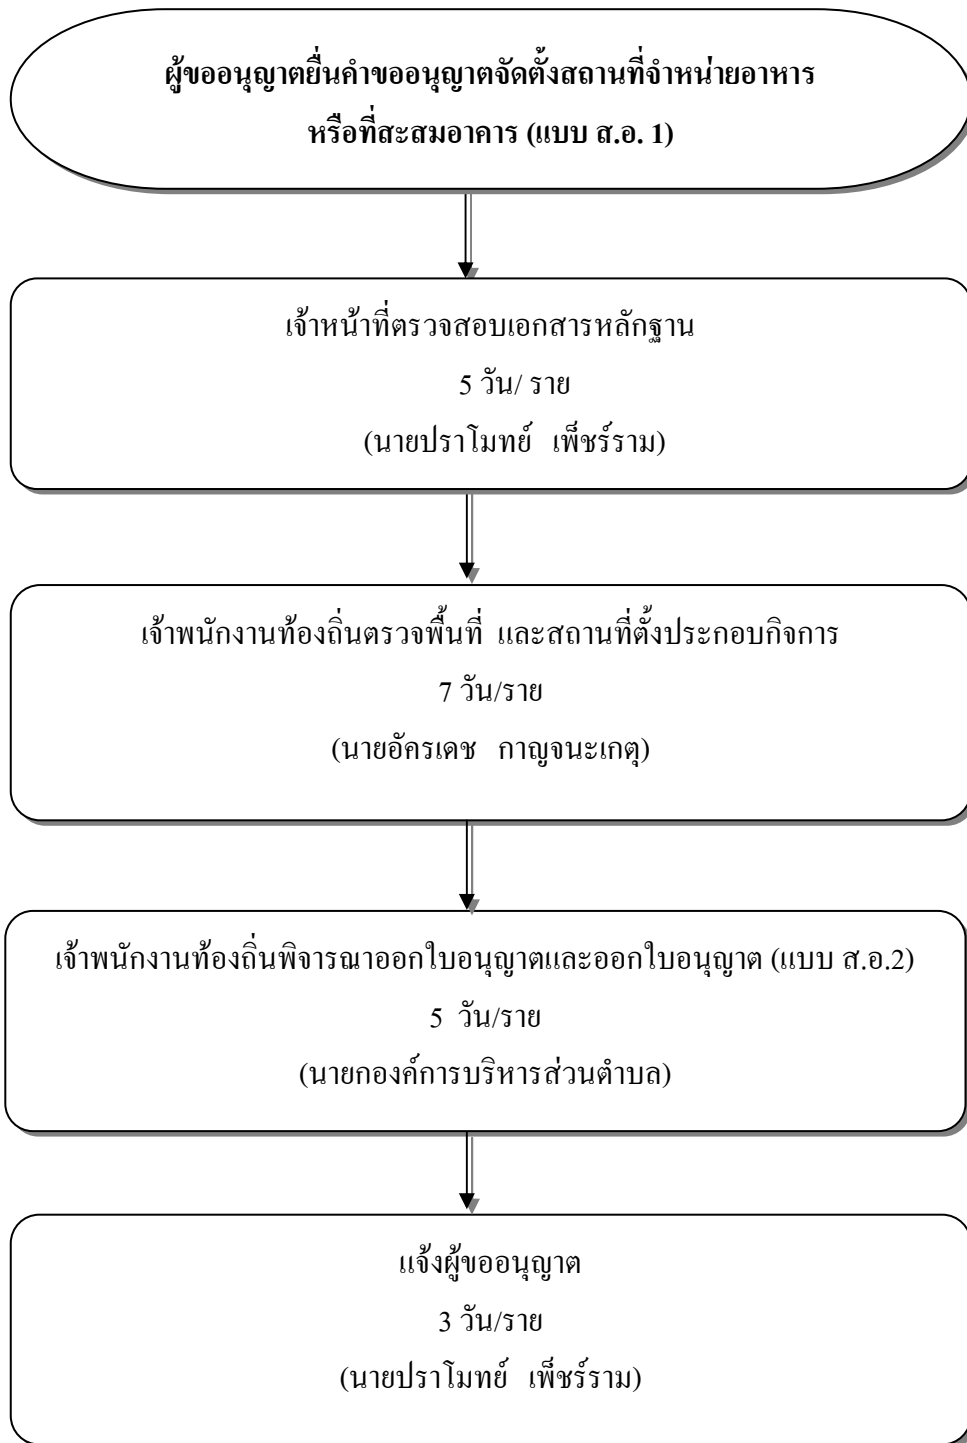 ผู้ขออนุญาตยื่นคำขออนุญาตจัดตั้งสถานที่จำหน่ายอาหาร
หรือที่สะสมอาคาร (แบบ ส.อ. 1)
เจ้าหน้าที่ตรวจสอบเอกสารหลักฐาน
5 วัน/ ราย
(นายปราโมทย์ เพ็ชร์ราม)
เจ้าพนักงานท้องถิ่นตรวจพื้นที่ และสถานที่ตั้งประกอบกิจการ
7 วัน/ราย
(นายอัครเดช กาญจนะเกตุ)
เจ้าพนักงานท้องถิ่นพิจารณาออกใบอนุญาตและออกใบอนุญาต (แบบ ส.อ.2)
5 วัน/ราย
(นายกองค์การบริหารส่วนตำบล)
แจ้งผู้ขออนุญาต
3 วัน/ราย
(นายปราโมทย์ เพ็ชร์ราม)